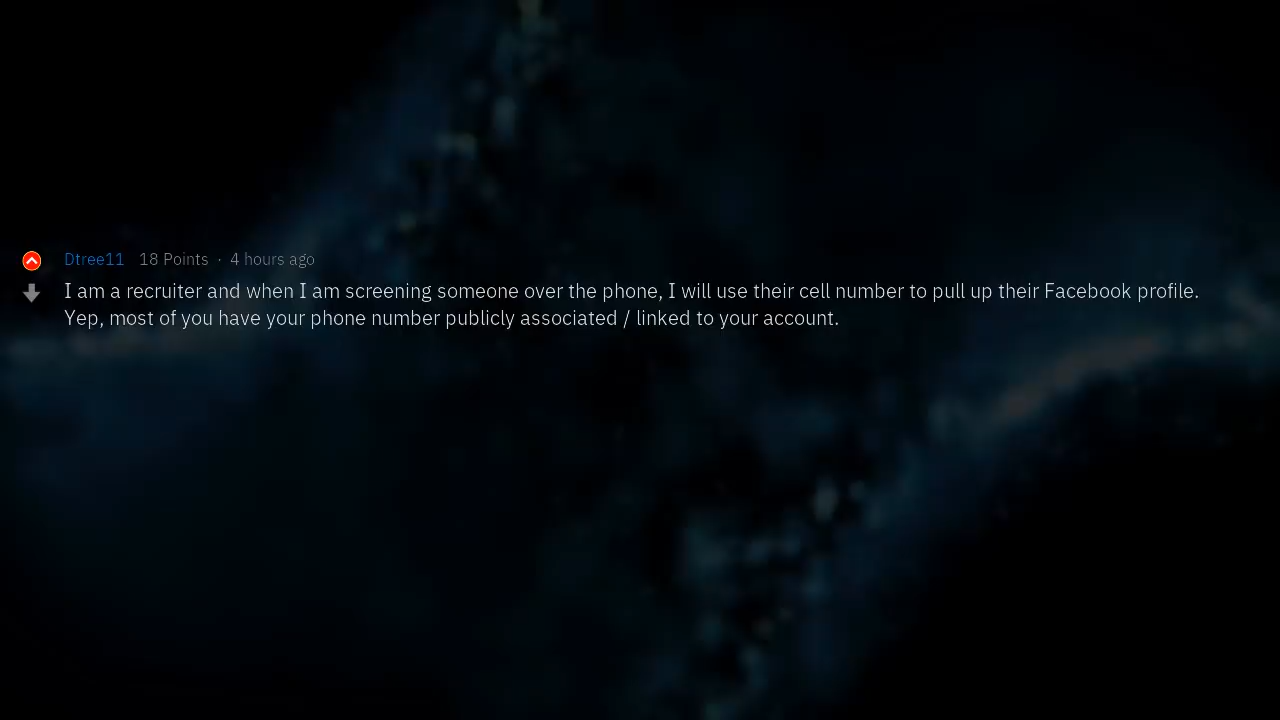 Dtree11 18 Points · 4 hours ago
I am a recruiter and when I am screening someone over the phone, I will use their cell number to pull up their Facebook profile.
Yep, most of you have your phone number publicly associated / linked to your account.